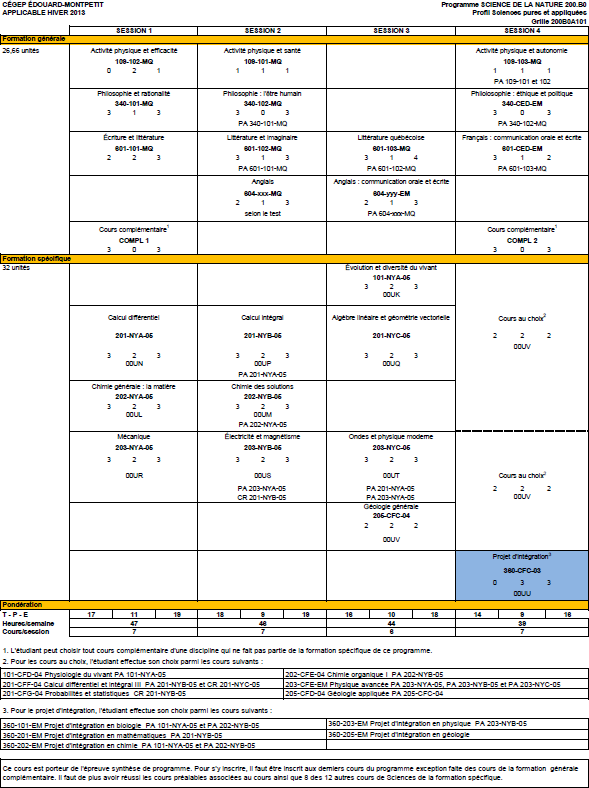 CÉGEP ÉDOUARD-MONTPETIT Programme SCIENCE DE LA NATURE 200.B0
APPLICABLE HIVER 2013 Profil Sciences pures et appliquées
Grille 200B0A101
SESSION 1 SESSION 2 SESSION 3 SESSION 4
Formation générale
26,66 unités
Activité physique et efficacité Activité physique et santé Activité physique et autonomie
109-102-MQ 109-101-MQ 109-103-MQ
0 2 1 1 1 1 1 1 1
PA 109-101 et 102
Philosophie et rationalité Philosophie : l'être humain Philosophie : éthique et politique
340-101-MQ 340-102-MQ 340-CED-EM
3 1 3 3 0 3 3 0 3
PA 340-101-MQ PA 340-102-MQ
Écriture et littérature Littérature et imaginaire Littérature québécoise Français : communication orale et écrite
601-101-MQ 601-102-MQ 601-103-MQ 601-CED-EM
2 2 3 3 1 3 3 1 4 3 1 2
PA 601-101-MQ PA 601-102-MQ PA 601-103-MQ
Anglais Anglais : communication orale et écrite
604-xxx-MQ 604-yyy-EM
2 1 3 2 1 3
selon le test PA 604-xxx-MQ
Cours complémentaire1 Cours complémentaire1
COMPL 1 COMPL 2
3 0 3 3 0 3
Formation spécifique
32 unités
Évolution et diversité du vivant
101-NYA-05
3 2 3
00UK
Calcul différentiel Calcul intégral Algèbre linéaire et géométrie vectorielle Cours au choix2
201-NYA-05 201-NYB-05 201-NYC-05 2 2 2
00UV
3 2 3 3 2 3 3 2 3
00UN 00UP 00UQ
PA 201-NYA-05
Chimie générale : la matière Chimie des solutions
202-NYA-05 202-NYB-05
3 2 3 3 2 3
00UL 00UM
PA 202-NYA-05
Mécanique Électricité et magnétisme Ondes et physique moderne
203-NYA-05 203-NYB-05 203-NYC-05
3 2 3 3 2 3 3 2 3
00UR 00US 00UT Cours au choix2
PA 203-NYA-05 PA 201-NYA-05 2 2 2
CR 201-NYB-05 PA 203-NYA-05 00UV
Géologie générale
205-CFC-04
2 2 2
00UV
Projet d'intégration3
360-CFC-03
0 3 3
00UU
Pondération
T - P - E 17 11 19 18 9 19 16 10 18 14 9 16
Heures/semaine 47 46 44 39
Cours/session 7 7 6 7
1. L'étudiant peut choisir tout cours complémentaire d'une discipline qui ne fait pas partie de la formation spécifique de ce programme.
2. Pour les cours au choix, l'étudiant effectue son choix parmi les cours suivants :
101-CFD-04 Physiologie du vivant PA 101-NYA-05 202-CFE-04 Chimie organique I PA 202-NYB-05
201-CFF-04 Calcul différentiel et intégral III PA 201-NYB-05 et CR 201-NYC-05 203-CFE-EM Physique avancée PA 203-NYA-05, PA 203-NYB-05 et PA 203-NYC-05
201-CFG-04 Probabilités et statistiques CR 201-NYB-05 205-CFD-04 Géologie appliquée PA 205-CFC-04
3. Pour le projet d'intégration, l'étudiant effectue son choix parmi les cours suivants :
360-101-EM Projet d'intégration en biologie PA 101-NYA-05 et PA 202-NYB-05 360-203-EM Projet d'intégration en physique PA 203-NYB-05
360-201-EM Projet d'intégration en mathématiques PA 201-NYB-05 360-205-EM Projet d'intégration en géologie
360-202-EM Projet d'intégration en chimie PA 101-NYA-05 et PA 202-NYB-05
Ce cours est porteur de l'épreuve synthèse de programme. Pour s'y inscrire, il faut être inscrit aux derniers cours du programme exception faite des cours de la formation générale
complémentaire. Il faut de plus avoir réussi les cours préalables associés au cours ainsi que 8 des 12 autres cours de Sciences de la formation spécifique.